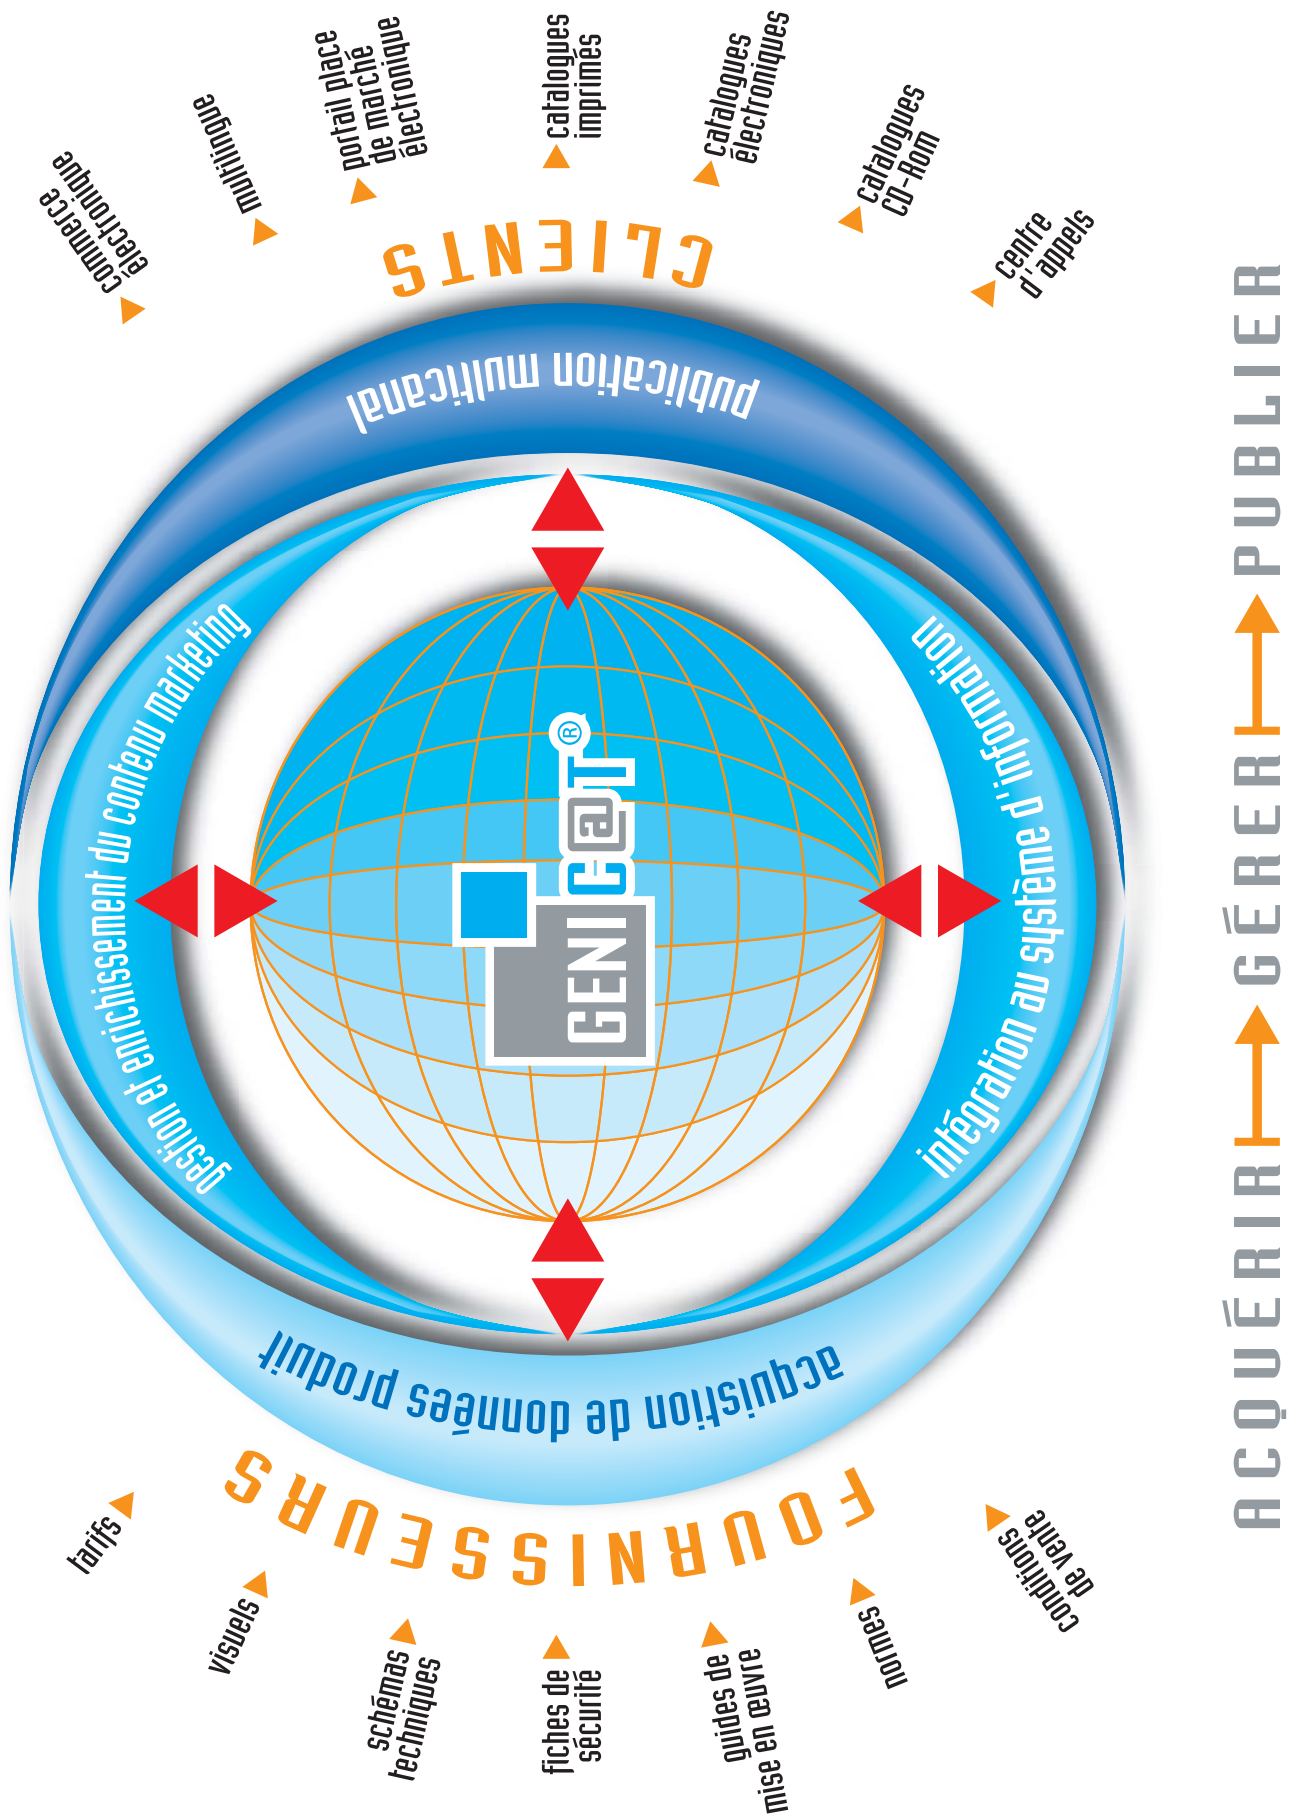 tarifs
visuels
schémas
techniques
fiches de
sécurité
guides de
mise en œuvre
normes
conditions
de vente
FOURNISSEURS
acquistion de données produit
gestion et enrichissement du contenu marketing
GENIC@T®
intégration au système d'information
publication multicanal
CLIENTS
commerce
électronique
multilingue
portail place
de marché
électronique
catalogues
imprimés
catalogues
électroniques
catalogues
CD-Rom
centre
d'appels
ACQUÉRIR GÉRER PUBLIER